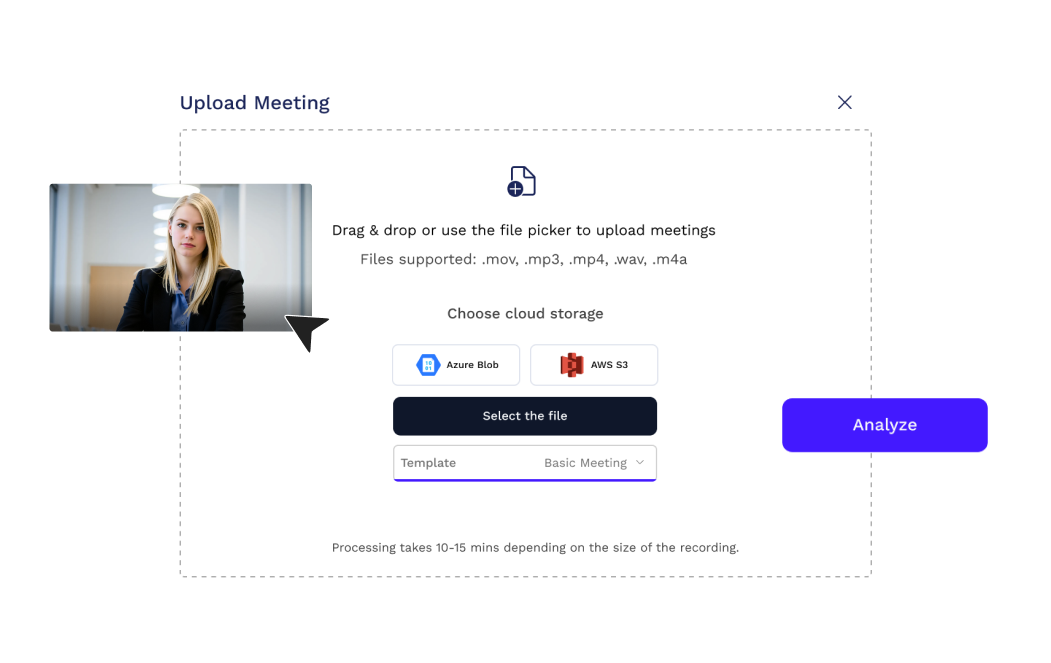 Upload Meeting
Drag & drop or use the file picker to upload meetings
Files supported: .mov, .mp3, .mp4, .wav, .m4a
Choose cloud storage
10
01
Azure Blob
AWS S3
Select the file
Analyze
Template
Basic Meeting
Processing takes 10-15 mins depending on the size of the recording.